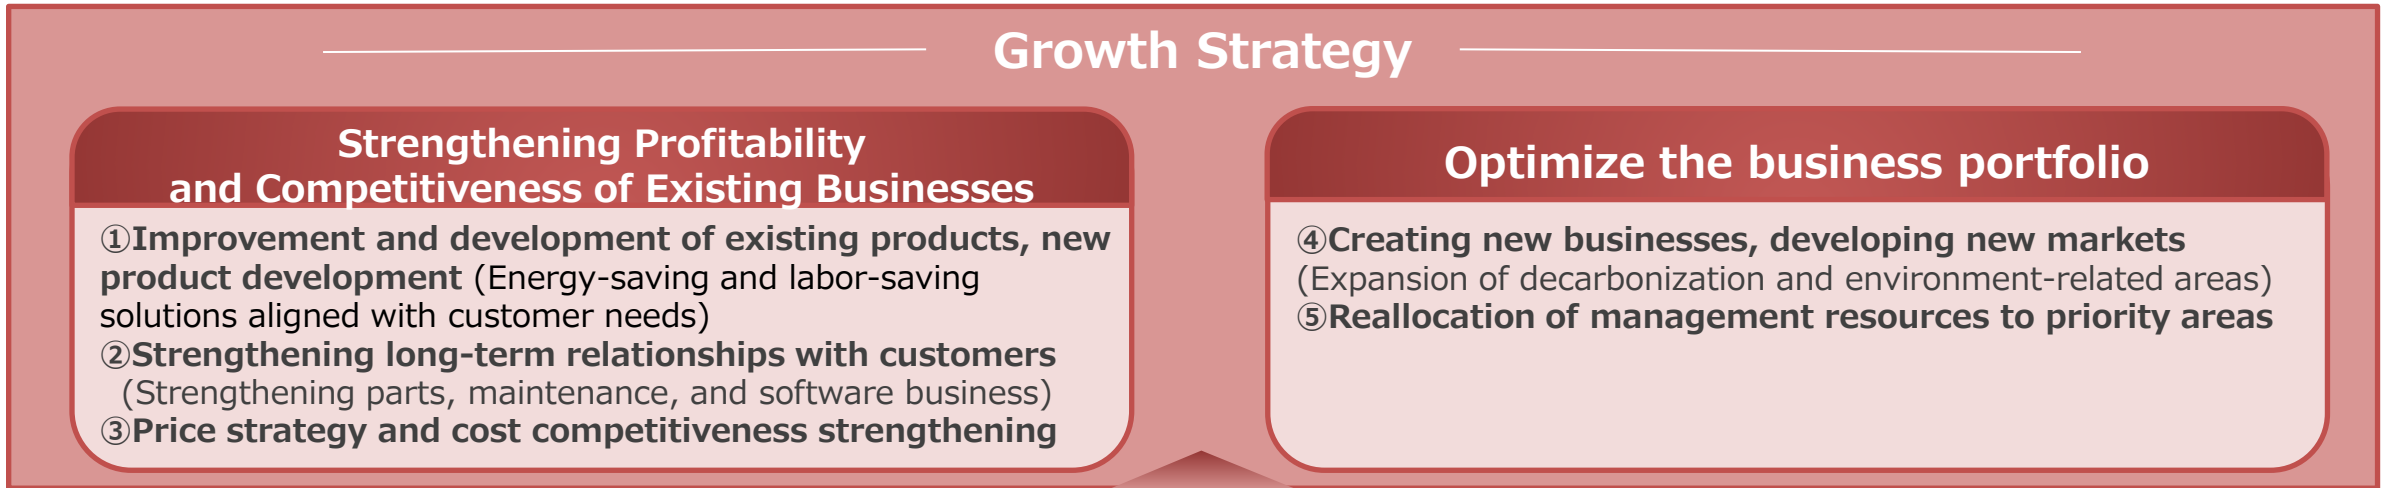 Growth Strategy
Strengthening Profitability
and Competitiveness of Existing Businesses
①Improvement and development of existing products, new
product development (Energy-saving and labor-saving
solutions aligned with customer needs)
②Strengthening long-term relationships with customers
(Strengthening parts, maintenance, and software business)
③Price strategy and cost competitiveness strengthening
Optimize the business portfolio
④Creating new businesses, developing new markets
(Expansion of decarbonization and environment-related areas)
⑤Reallocation of management resources to priority areas